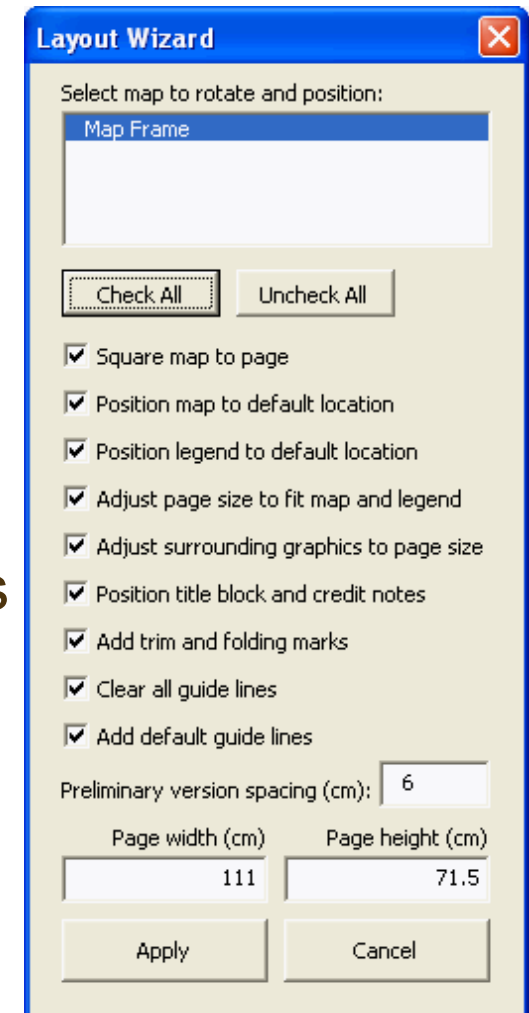 Layout Wizard
Select map to rotate and position:
Map Frame
Check All Uncheck All
Square map to page
Position map to default location
Position legend to default location
Adjust page size to fit map and legend
Adjust surrounding graphics to page size
s
Position title block and credit notes
Add trim and folding marks
Clear all guide lines
Add default guide lines
Preliminary version spacing (cm): 6
Page width (cm) Page height (cm)
111 71.5
Apply Cancel